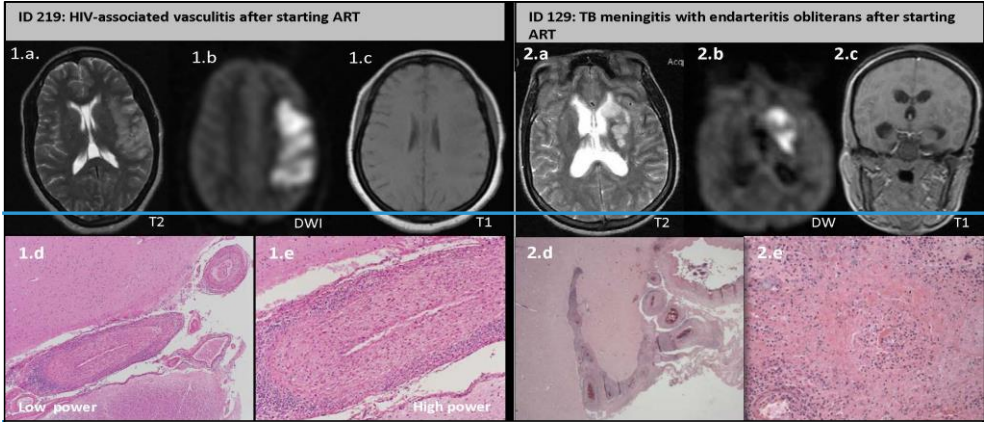 ID 219: HIV-associated vasculitis after starting ART
1.a.
1.b
1.c
T2
DWI
T1
1.d
1.e
Low power
High power
ID 129: TB meningitis with endarteritis obliterans after starting
ART
2.a
Acq
2.b
2.c
T2
DW
T1
2.d
2.e